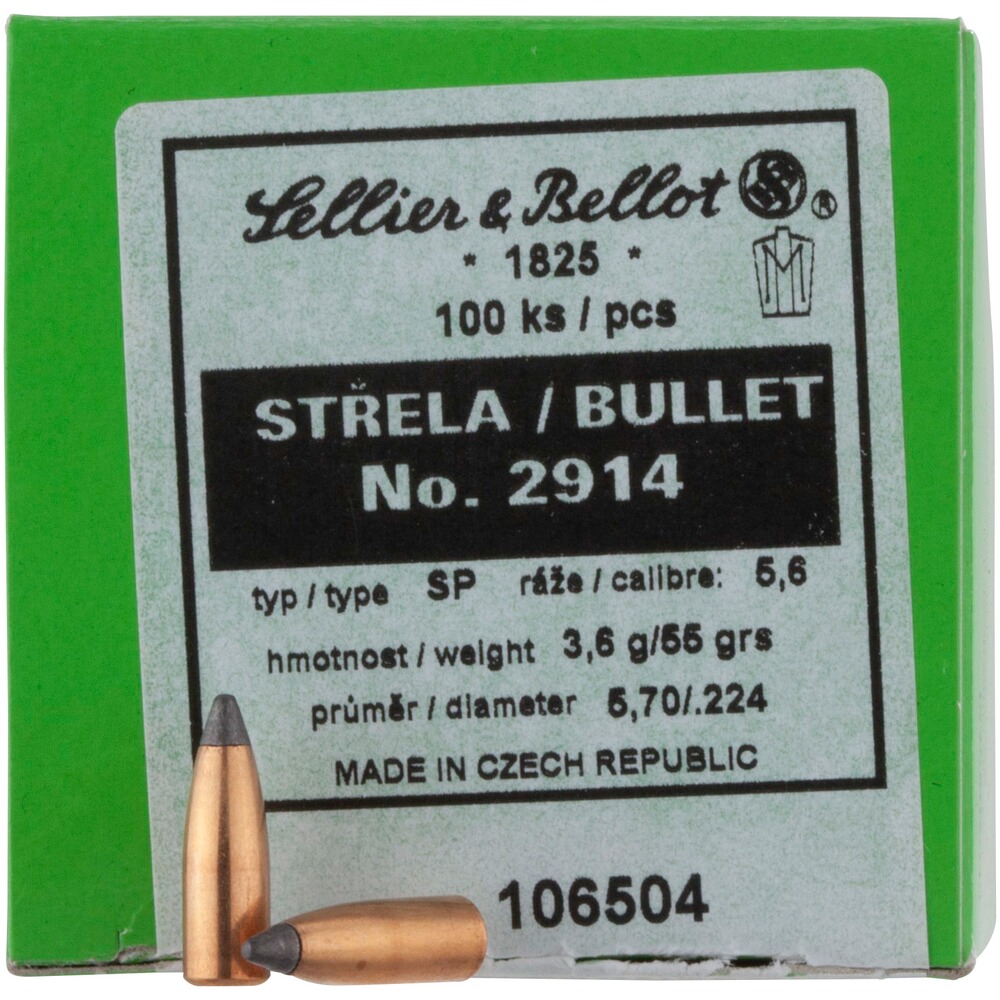 Sellier & Bellot ®
* 1825 *
100 ks / pcs
STŘELA / BULLET
No. 2914
typ / type SP ráže / calibre: 5,6
hmotnost / weight 3,6 g/55 grs
průměr / diameter 5,70/.224
MADE IN CZECH REPUBLIC
106504